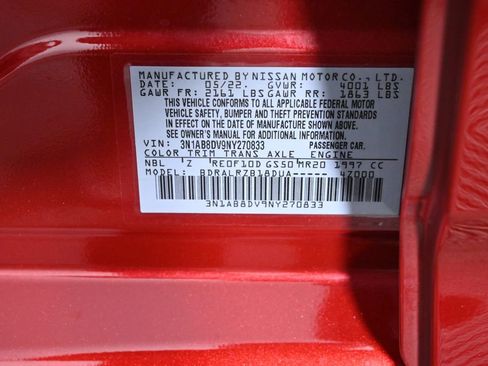 MANUFACTURED BY NISSAN MOTOR CO., LTD.
DATE: 05/22. GVWR: 4001 LBS
GAWR FR: 2161 LBS GAWR RR: 1863 LBS
THIS VEHICLE CONFORMS TO ALL APPLICABLE FEDERAL MOTOR
VEHICLE SAFETY, BUMPER, AND THEFT PREVENTION STANDARDS
IN EFFECT ON THE DATE OF MANUFACTURE SHOWN ABOVE.
SEE OWNER'S MANUAL FOR ADDITIONAL INFORMATION.
VIN: 3N1AB8DV9NY270833 PASSENGER CAR.
COLOR TRIM TRANS AXLE ENGINE
NBL Z RE0F10D GS50 MR20 1997 CC
MODEL: BDRALRZB18DUA----- 4Z000
3N1AB8DV9NY270833